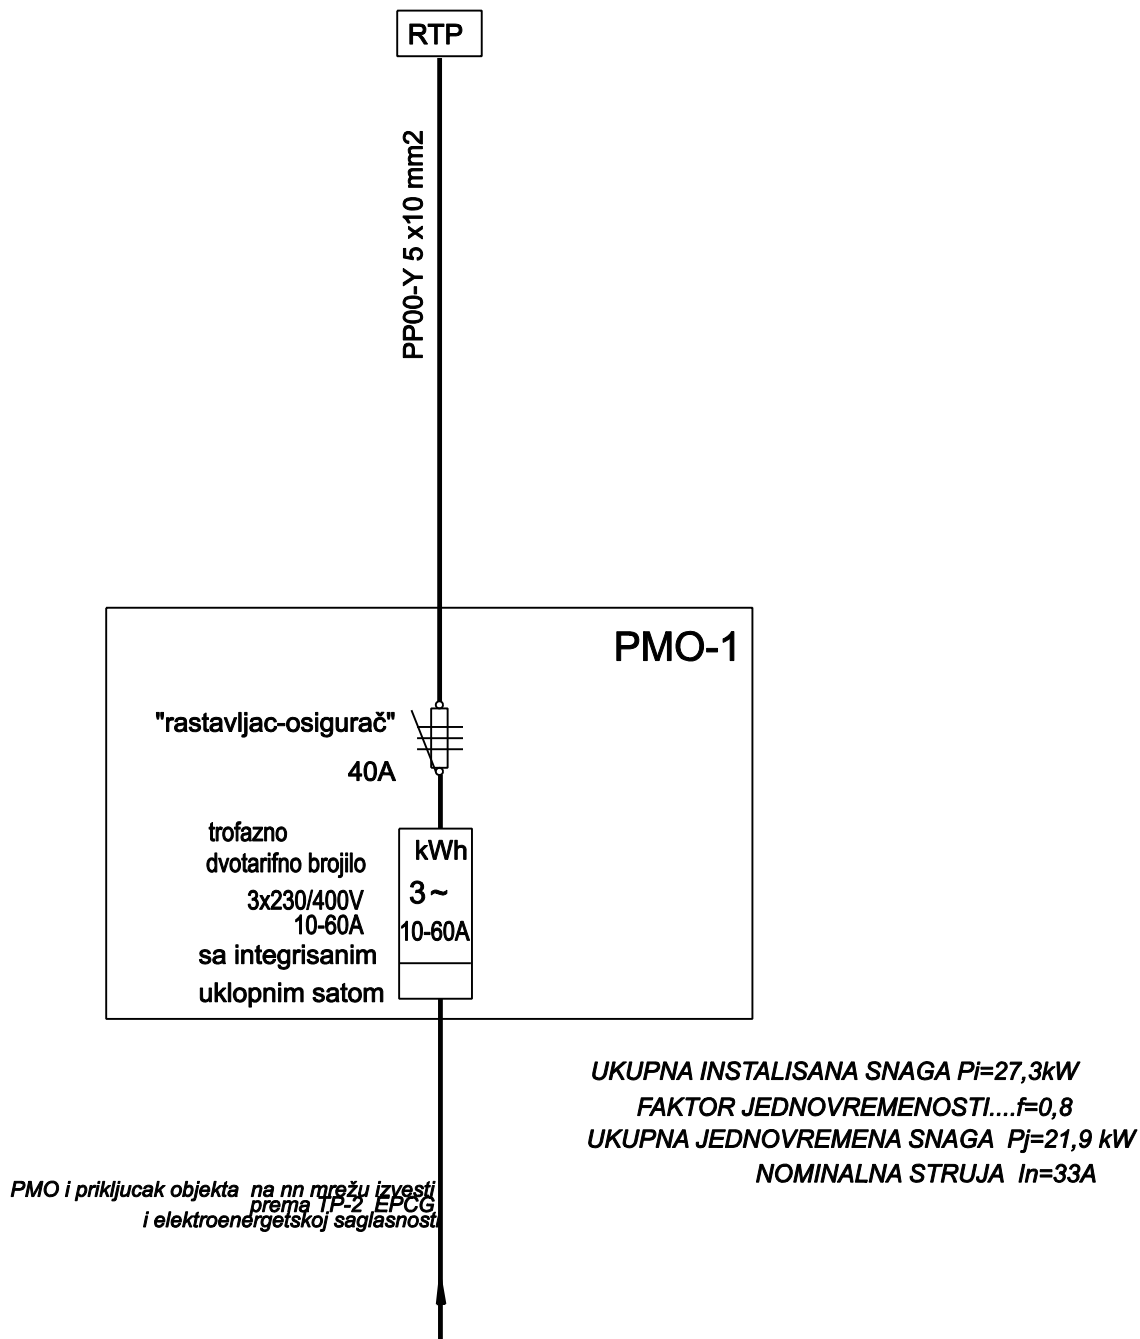 RTP
PP00-Y 5 x10 mm2
PMO-1
"rastavljac-osigurač"
40A
trofazno
dvotarifno brojilo
3x230/400V
10-60A
sa integrisanim
uklopnim satom
kWh
3~
10-60A
UKUPNA INSTALISANA SNAGA Pi=27,3kW
FAKTOR JEDNOVREMENOSTI....f=0,8
UKUPNA JEDNOVREMENA SNAGA Pj=21,9 kW
NOMINALNA STRUJA In=33A
PMO i prikljucak objekta na nn mrežu izvesti
prema TP-2 EPCG
i elektroenergetskoj saglasnosti